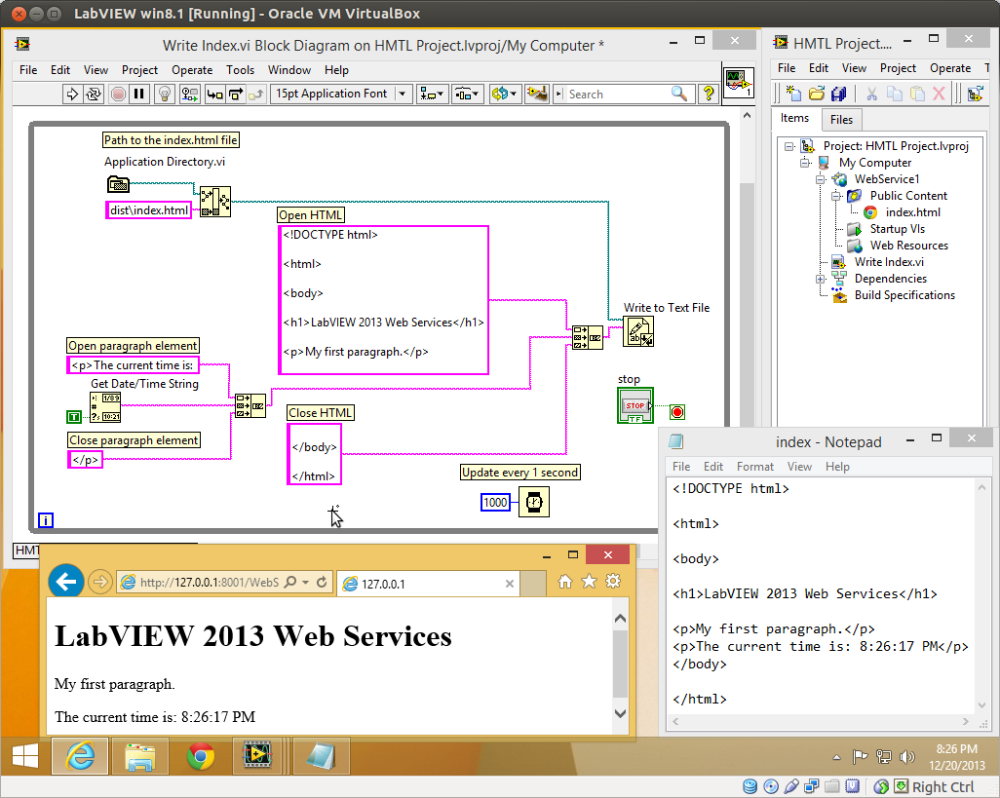 LabVIEW win8.1 [Running] - Oracle VM VirtualBox
Write Index.vi Block Diagram on HMTL Project.lvproj/My Computer *
File Edit View Project Operate Tools Window Help
15pt Application Font
Search
Path to the index.html file
Application Directory.vi
dist\index.html
Open HTML
<!DOCTYPE html>
<html>
<body>
<h1>LabVIEW 2013 Web Services</h1>
<p>My first paragraph.</p>
Write to Text File
Open paragraph element
<p>The current time is:
Get Date/Time String
T
Close paragraph element
</p>
Close HTML
</body>
</html>
stop
STOP
TF
Update every 1 second
1000
i
HMT
HMTL Project....
File Edit View Project Operate T
Items Files
Project: HMTL Project.lvproj
My Computer
WebService1
Public Content
index.html
Startup VIs
Web Resources
Write Index.vi
Dependencies
Build Specifications
index - Notepad
File Edit Format View Help
<!DOCTYPE html>
<html>
<body>
<h1>LabVIEW 2013 Web Services</h1>
<p>My first paragraph.</p>
<p>The current time is: 8:26:17 PM</p>
</body>
</html>
http://127.0.0.1:8001/WebS
127.0.0.1
LabVIEW 2013 Web Services
My first paragraph.
The current time is: 8:26:17 PM
8:26 PM
12/20/2013
Right Ctrl